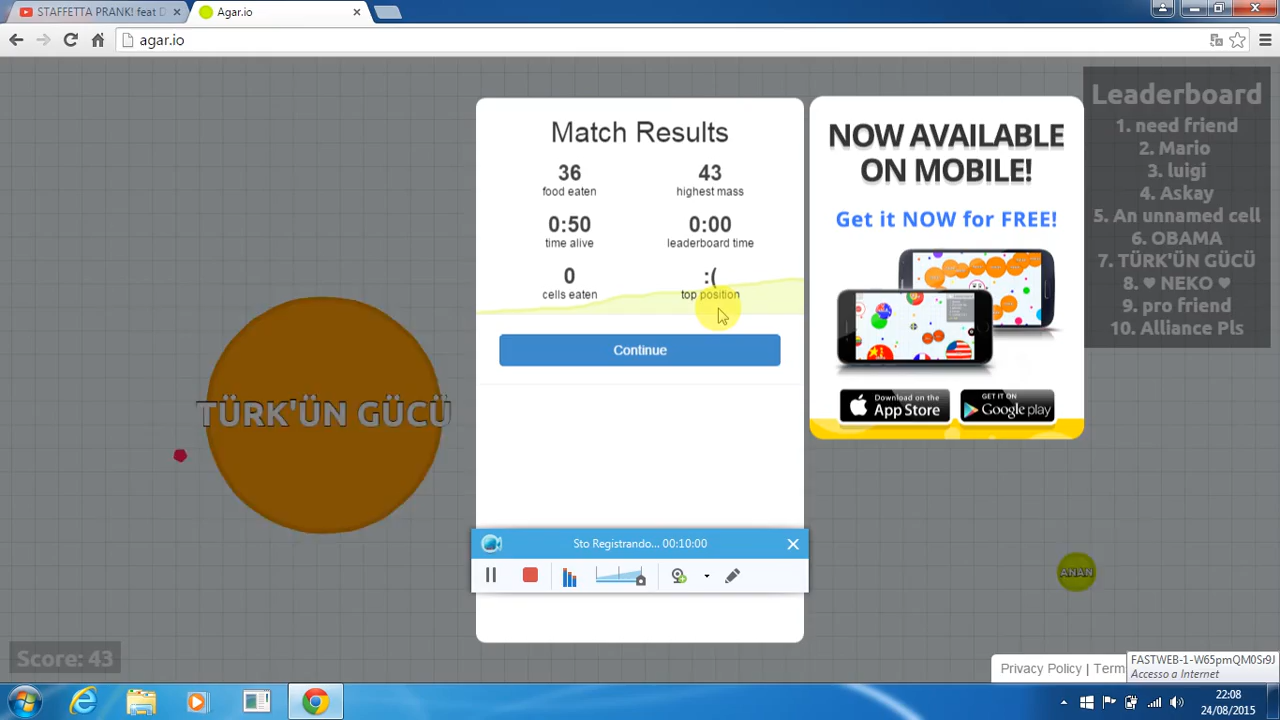 STAFFETTA PRANK! feat D
Agar.io
agar.io
Leaderboard
1. need friend
2. Mario
3. luigi
4. Askay
5. An unnamed cell
6. OBAMA
7. TÜRK'ÜN GÜCÜ
8. ♥ NEKO ♥
9. pro friend
10. Alliance Pls
Match Results
36
food eaten
43
highest mass
0:50
time alive
0:00
leaderboard time
0
cells eaten
:(
top position
Continue
NOW AVAILABLE
ON MOBILE!
Get it NOW for FREE!
Download on the
App Store
GET IT ON
Google play
TÜRK'ÜN GÜCÜ
Sto Registrando... 00:10:00
ANAN
Score: 43
Privacy Policy | Term
FASTWEB-1-W65pmQM0Sr9J
Accesso a Internet
22:08
24/08/2015